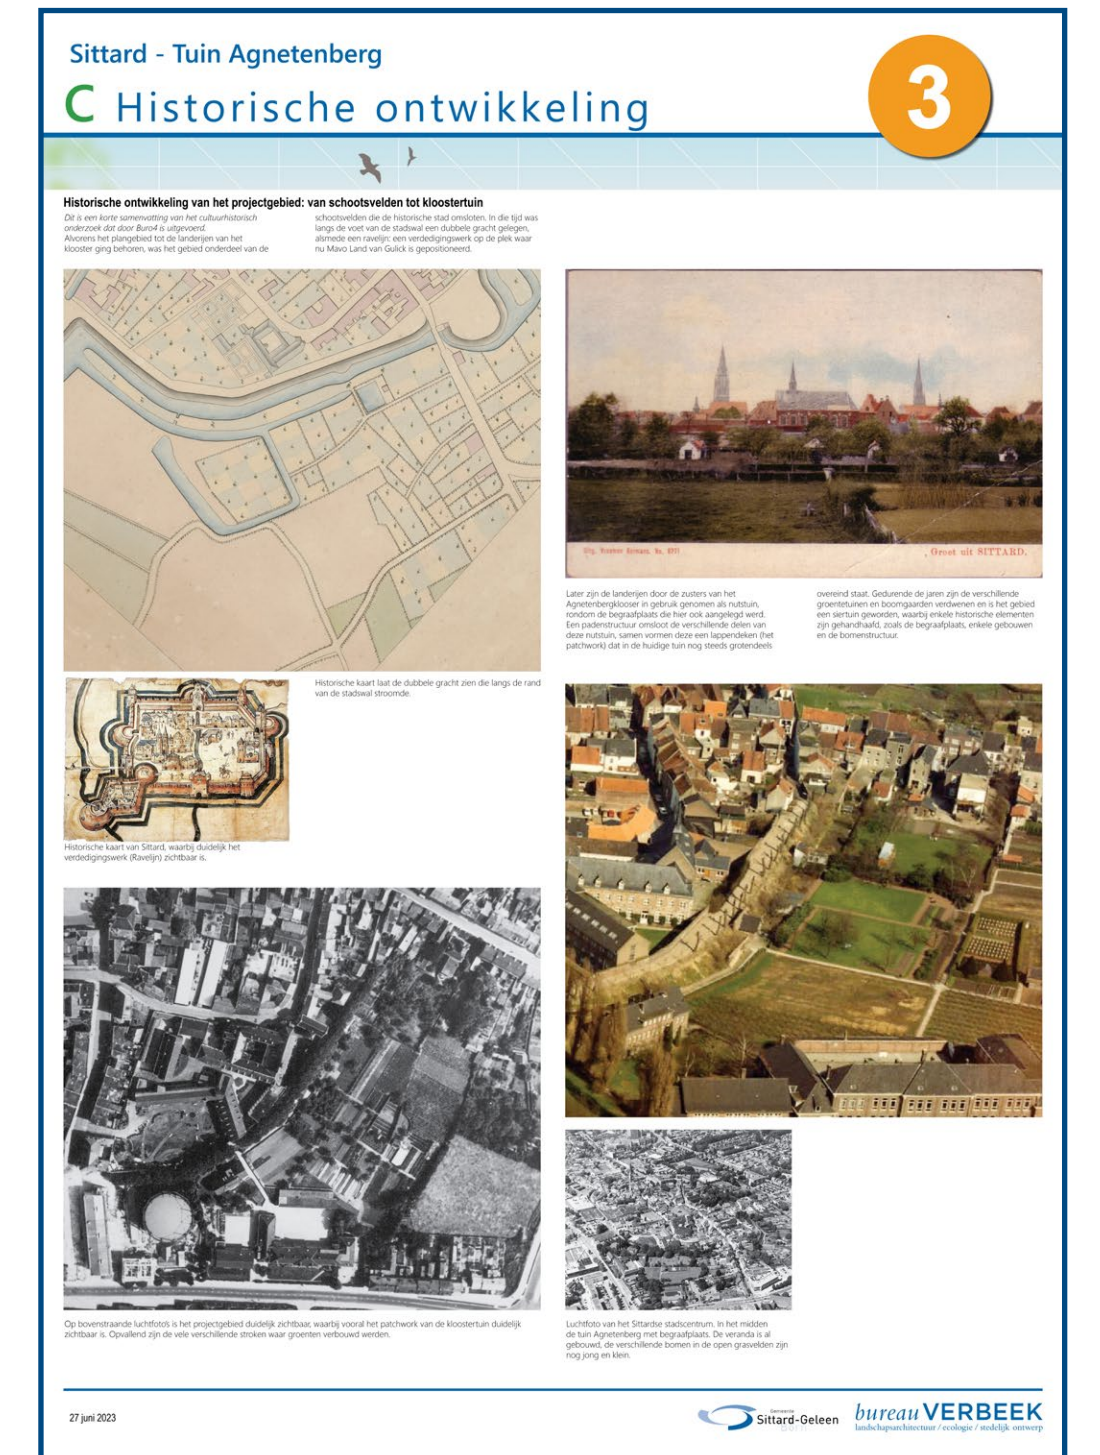 Sittard - Tuin Agnetenberg
C Historische ontwikkeling
3
Historische ontwikkeling van het projectgebied: van schootsvelden tot kloostertuin
Dit is een korte samenvatting van het cultuurhistorisch
onderzoek dat door Buro4 is uitgevoerd.
Alvorens het plangebied tot de landerijen van het
klooster ging behoren, was het gebied onderdeel van de
schootsvelden die de historische stad omsloten. In die tijd was
langs de voet van de stadswal een dubbele gracht gelegen,
alsmede een ravelijn: een verdedigingswerk op de plek waar
nu Mavo Land van Gulick is gepositioneerd.
Groet uit SITTARD.
Later zijn de landerijen door de zusters van het
Agnetenbergklooser in gebruik genomen als nutstuin,
rondom de begraafplaats die hier ook aangelegd werd.
Een padenstructuur omsloot de verschillende delen van
deze nutstuin, samen vormen deze een lappendeken (het
patchwork) dat in de huidige tuin nog steeds grotendeels
overeind staat. Gedurende de jaren zijn de verschillende
groentetuinen en boomgaarden verdwenen en is het gebied
een siertuin geworden, waarbij enkele historische elementen
zijn gehandhaafd, zoals de begraafplaats, enkele gebouwen
en de bomenstructuur.
Historische kaart laat de dubbele gracht zien die langs de rand
van de stadswal stroomde.
Historische kaart van Sittard, waarbij duidelijk het
verdedigingswerk (Ravelijn) zichtbaar is.
Op bovenstraande luchtfoto's is het projectgebied duidelijk zichtbaar, waarbij vooral het patchwork van de kloostertuin duidelijk
zichtbaar is. Opvallend zijn de vele verschillende stroken waar groenten verbouwd werden.
Luchtfoto van het Sittardse stadscentrum. In het midden
de tuin Agnetenberg met begraafplaats. De veranda is al
gebouwd, de verschillende bomen in de open grasvelden zijn
nog jong en klein.
27 juni 2023
Gemeente
Sittard-Geleen
bureau VERBEEK
landschapsarchitectuur / ecologie / stedelijk ontwerp